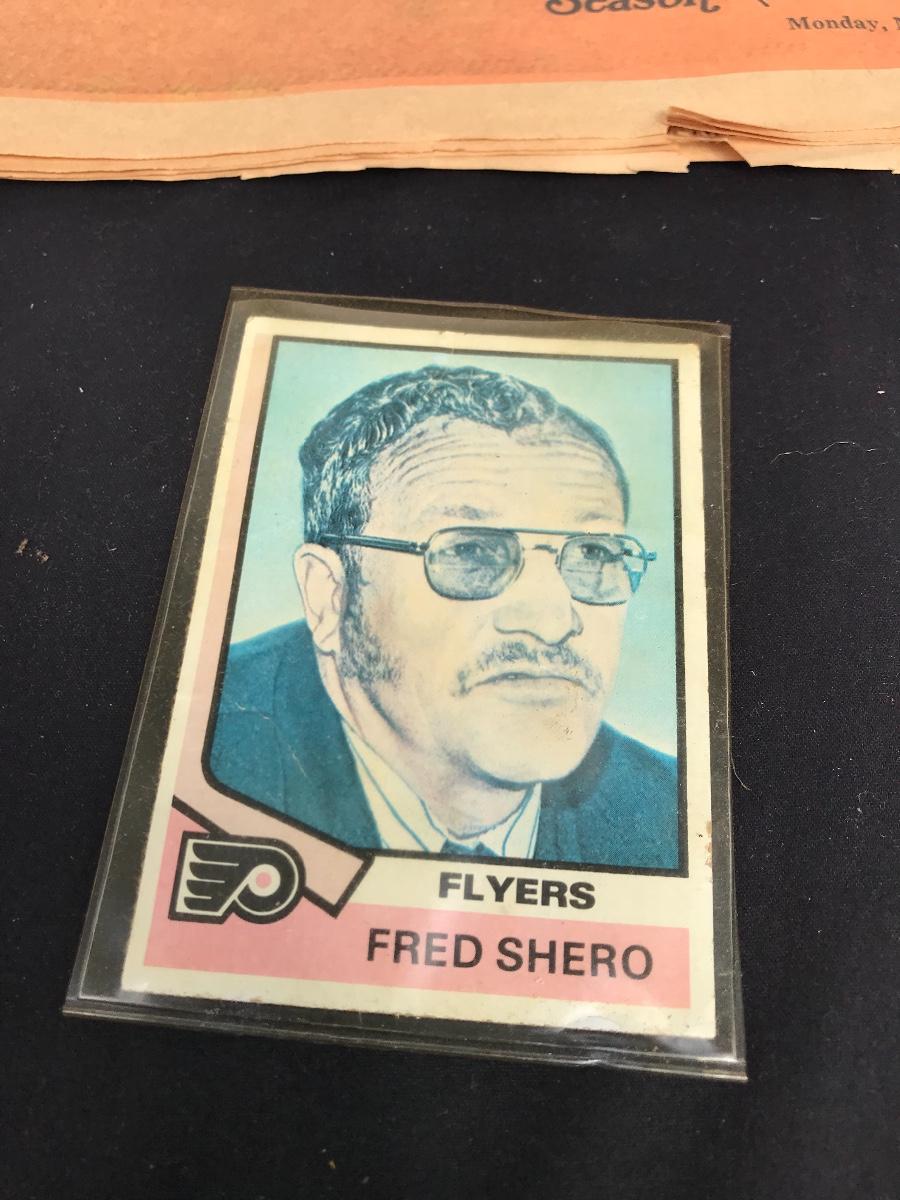 Season
Monday,
FLYERS
FRED SHERO